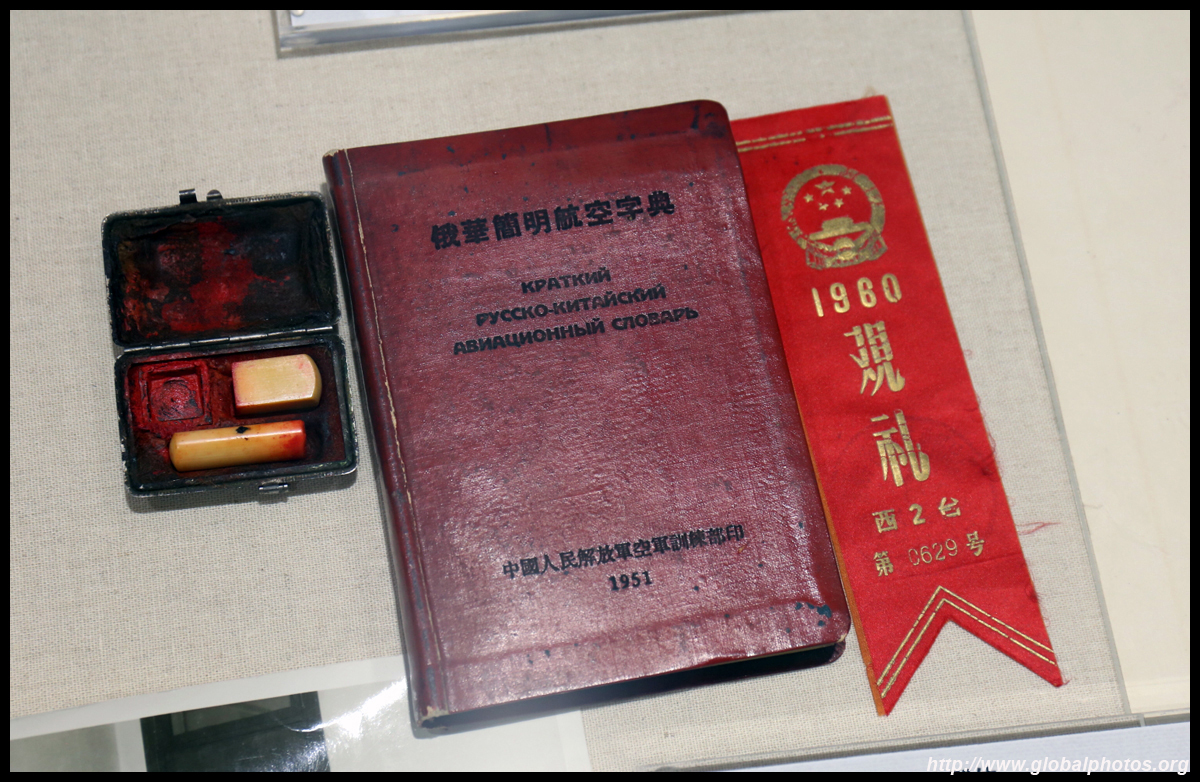 俄華簡明航空字典
КРАТКИЙ
РУССКО-КИТАЙСКИЙ
АВИАЦИОННЫЙ СЛОВАРЬ
中國人民解放軍空軍訓練部印
1951
1960
观
礼
西2台
第 0629 号
http://www.globalphotos.org